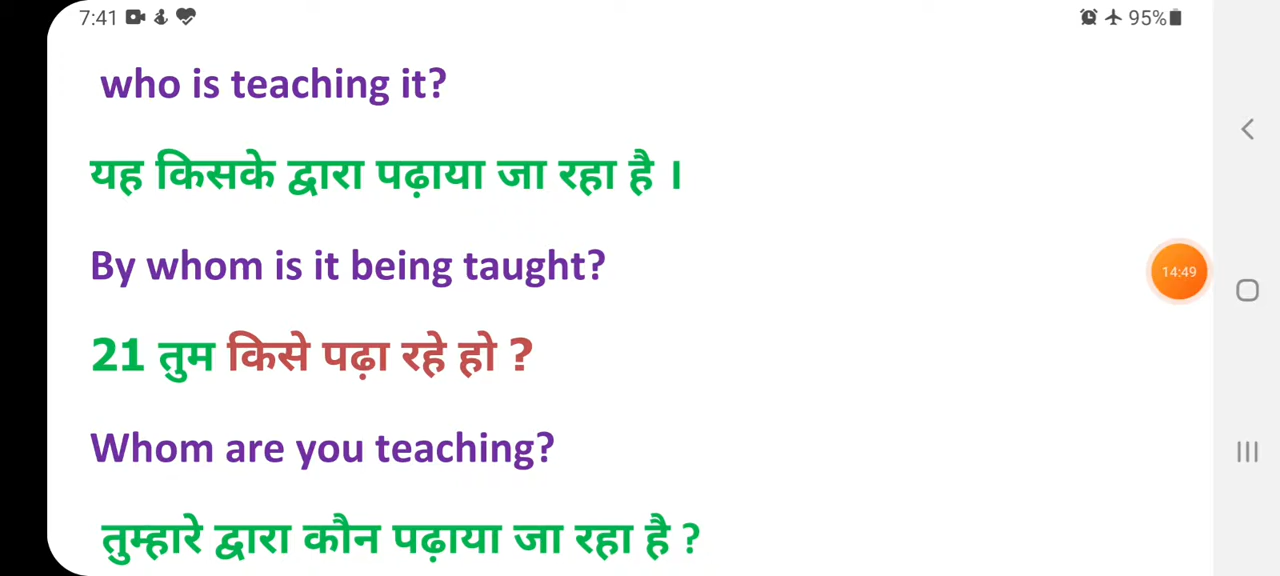 7:41 95%
who is teaching it?
यह किसके द्वारा पढ़ाया जा रहा है ।
By whom is it being taught?
14:49
21 तुम किसे पढ़ा रहे हो ?
Whom are you teaching?
तुम्हारे द्वारा कौन पढ़ाया जा रहा है ?